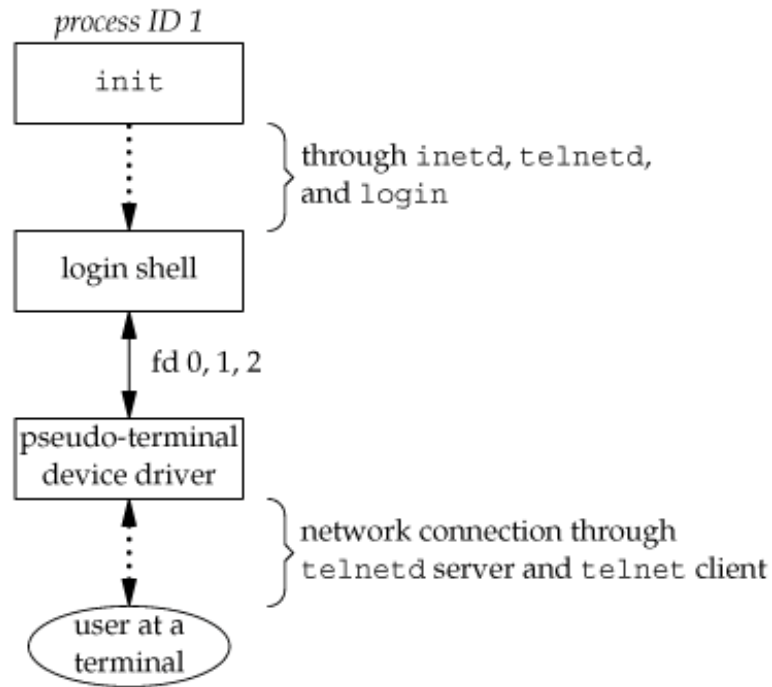 process ID 1
init
through inetd, telnetd,
and login
login shell
fd 0, 1, 2
pseudo-terminal
device driver
network connection through
telnetd server and telnet client
user at a
terminal